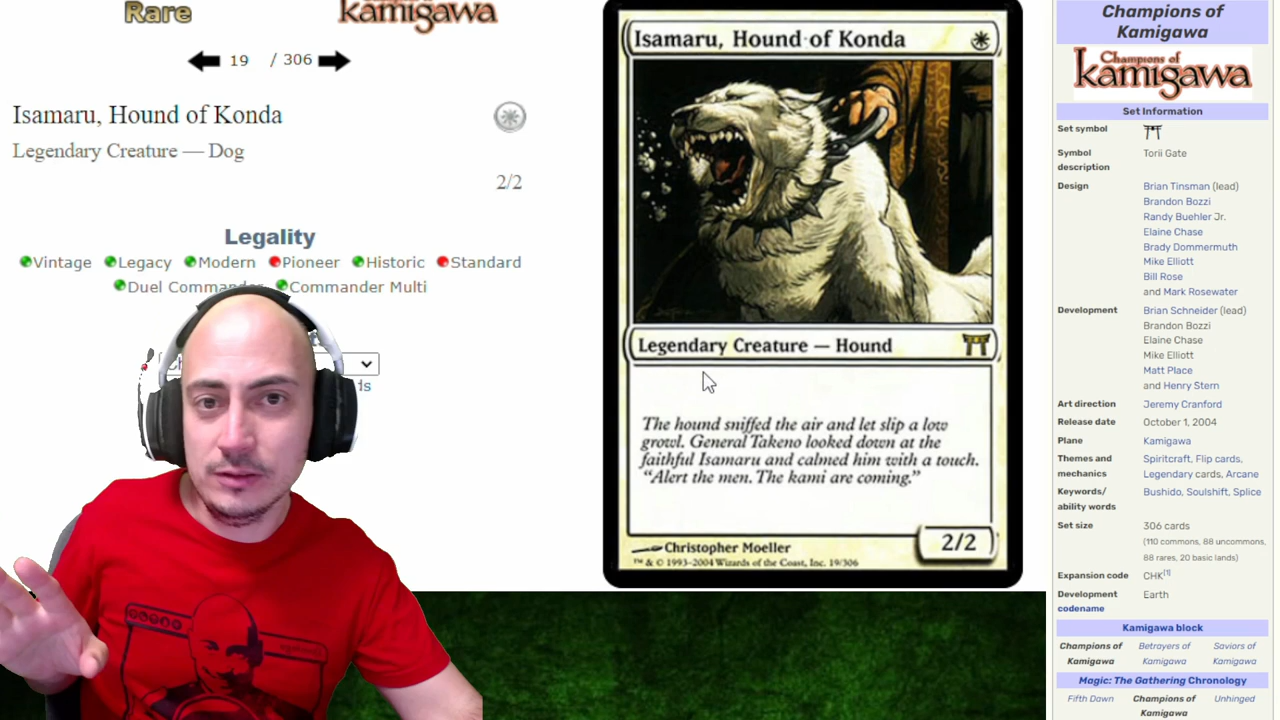 Rare
kamigawa
19 / 306
Isamaru, Hound of Konda
Legendary Creature — Dog
2/2
Legality
Vintage Legacy Modern Pioneer Historic Standard
Duel Commander Commander Multi
Isamaru, Hound of Konda
Legendary Creature — Hound
The hound sniffed the air and let slip a low
growl. General Takeno looked down at the
faithful Isamaru and calmed him with a touch.
“Alert the men. The kami are coming.”
2/2
Christopher Moeller
™ & © 1993–2004 Wizards of the Coast, Inc. 19/306
Champions of
Kamigawa
Champions of
kamigawa
Set Information
Set symbol
Symbol description Torii Gate
Design Brian Tinsman (lead)
Brandon Bozzi
Randy Buehler Jr.
Elaine Chase
Brady Dommermuth
Mike Elliott
Bill Rose
and Mark Rosewater
Development Brian Schneider (lead)
Brandon Bozzi
Elaine Chase
Mike Elliott
Matt Place
and Henry Stern
Art direction Jeremy Cranford
Release date October 1, 2004
Plane Kamigawa
Themes and mechanics Spiritcraft, Flip cards,
Legendary cards, Arcane
Keywords/ ability words Bushido, Soulshift, Splice
Set size 306 cards
(110 commons, 88 uncommons,
88 rares, 20 basic lands)
Expansion code CHK[1]
Development codename Earth
Kamigawa block
Champions of Kamigawa Betrayers of Kamigawa Saviors of Kamigawa
Magic: The Gathering Chronology
Fifth Dawn Champions of Kamigawa Unhinged